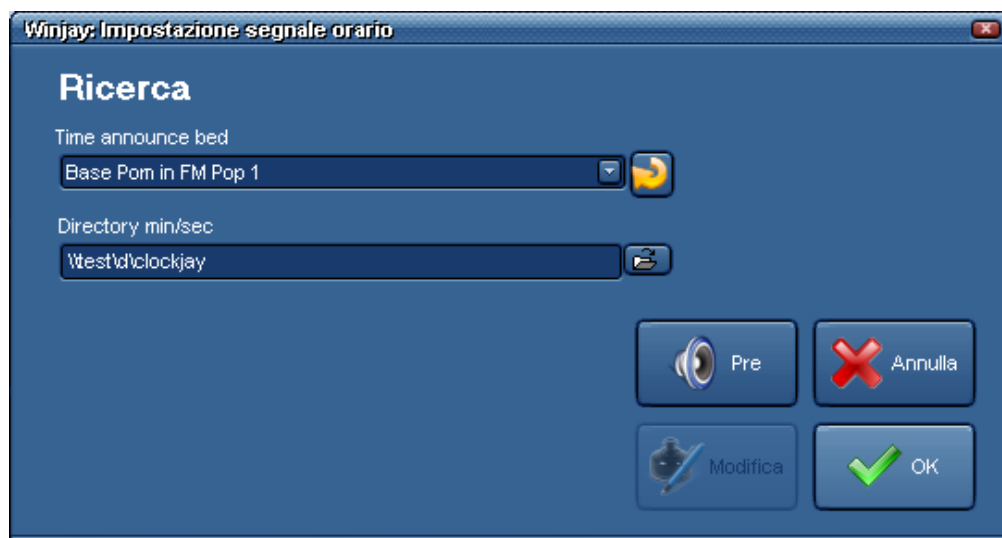 Winjay: Impostazione segnale orario
Ricerca
Time announce bed
Base Pom in FM Pop 1
Directory min/sec
\\test\d\clockjay
Pre
Annulla
Modifica
OK